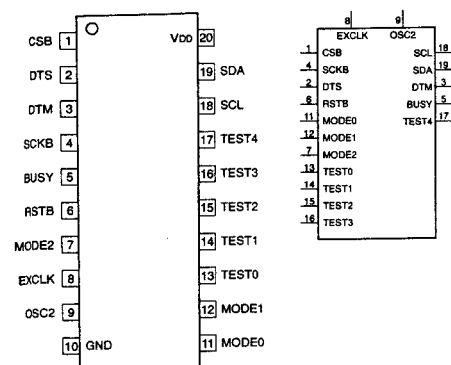 CSB 1
DTS 2
DTM 3
SCKB 4
BUSY 5
RSTB 6
MODE2 7
EXCLK 8
OSC2 9
10 GND
VDD 20
19 SDA
18 SCL
17 TEST4
16 TEST3
15 TEST2
14 TEST1
13 TEST0
12 MODE1
11 MODE0
8 9
EXCLK OSC2
1 CSB SCL 18
4 SCKB SDA 19
2 DTS DTM 3
6 RSTB BUSY 5
11 MODE0 TEST4 17
12 MODE1
7 MODE2
13 TEST0
14 TEST1
15 TEST2
16 TEST3